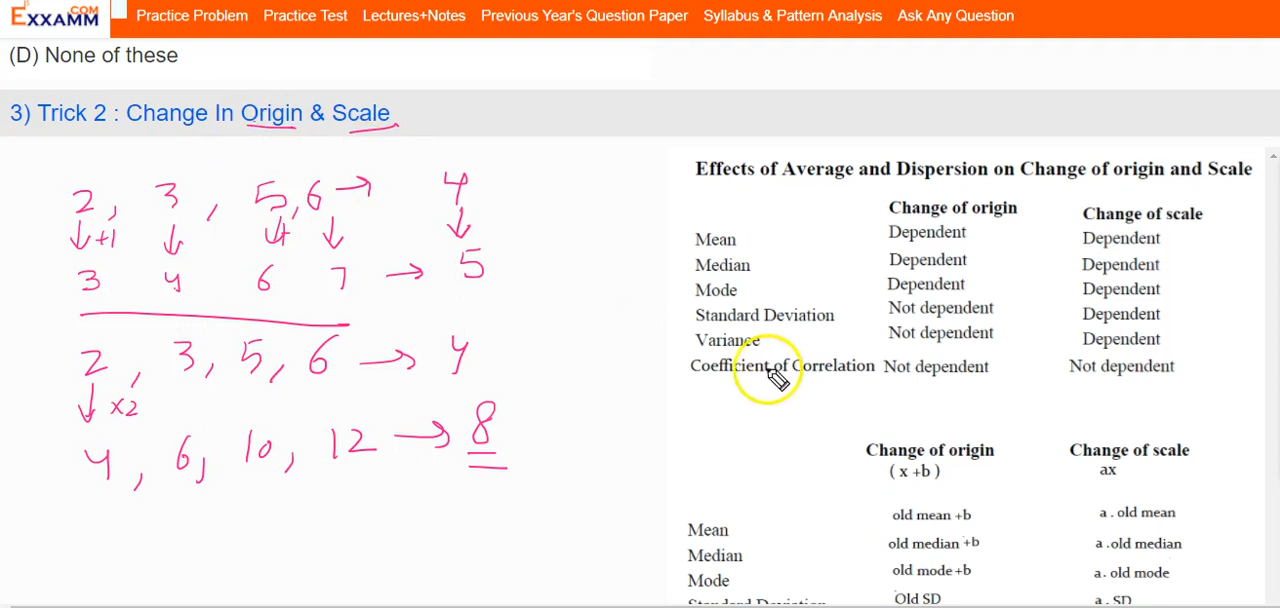 EXXAMM .COM Practice Problem Practice Test Lectures+Notes Previous Year's Question Paper Syllabus & Pattern Analysis Ask Any Question
(D) None of these
3) Trick 2 : Change In Origin & Scale
2, 3, 5, 6 → 4
↓+1 ↓ ↓ ↓ ↓
3 4 6 7 → 5
2, 3, 5, 6 → 4
↓ ×2
4, 6, 10, 12 → 8
Effects of Average and Dispersion on Change of origin and Scale
Change of origin Change of scale
Mean Dependent Dependent
Median Dependent Dependent
Mode Dependent Dependent
Standard Deviation Not dependent Dependent
Variance Not dependent Dependent
Coefficient of Correlation Not dependent Not dependent
Change of origin Change of scale
( x +b ) ax
Mean old mean +b a . old mean
Median old median +b a .old median
Mode old mode+b a. old mode
Standard Deviation Old SD a . SD